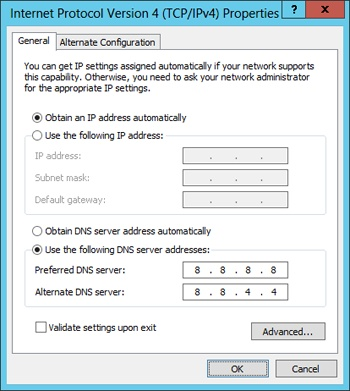 Internet Protocol Version 4 (TCP/IPv4) Properties
?
General
Alternate Configuration
You can get IP settings assigned automatically if your network supports
this capability. Otherwise, you need to ask your network administrator
for the appropriate IP settings.
Obtain an IP address automatically
Use the following IP address:
IP address: . . .
Subnet mask: . . .
Default gateway: . . .
Obtain DNS server address automatically
Use the following DNS server addresses:
Preferred DNS server: 8 . 8 . 8 . 8
Alternate DNS server: 8 . 8 . 4 . 4
Validate settings upon exit
Advanced...
OK
Cancel